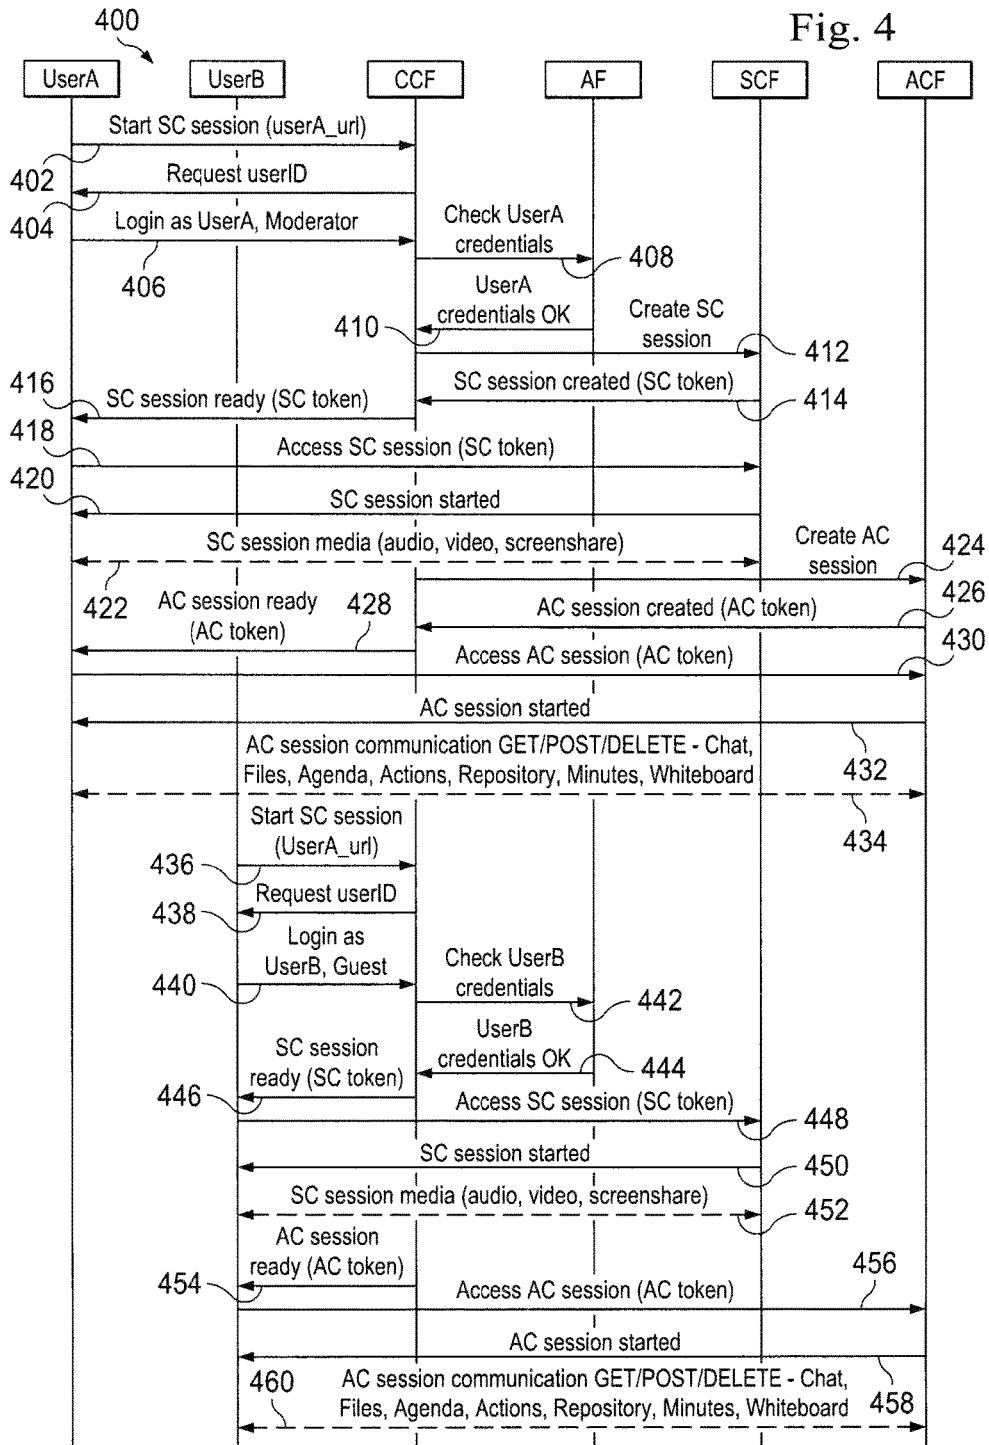 400
Fig. 4
UserA
UserB
CCF
AF
SCF
ACF
Start SC session (userA_url)
402
Request userID
404
Login as UserA, Moderator
406
Check UserA
credentials
408
UserA
credentials OK
410
Create SC
session
412
SC session created (SC token)
414
416
SC session ready (SC token)
418
Access SC session (SC token)
420
SC session started
SC session media (audio, video, screenshare)
422
Create AC
session
424
AC session created (AC token)
426
AC session ready
(AC token)
428
Access AC session (AC token)
430
AC session started
432
AC session communication GET/POST/DELETE - Chat,
Files, Agenda, Actions, Repository, Minutes, Whiteboard
434
Start SC session
(UserA_url)
436
Request userID
438
Login as
UserB, Guest
440
Check UserB
credentials
442
UserB
credentials OK
444
SC session
ready (SC token)
446
Access SC session (SC token)
448
SC session started
450
SC session media (audio, video, screenshare)
452
AC session
ready (AC token)
454
Access AC session (AC token)
456
AC session started
458
460
AC session communication GET/POST/DELETE - Chat,
Files, Agenda, Actions, Repository, Minutes, Whiteboard